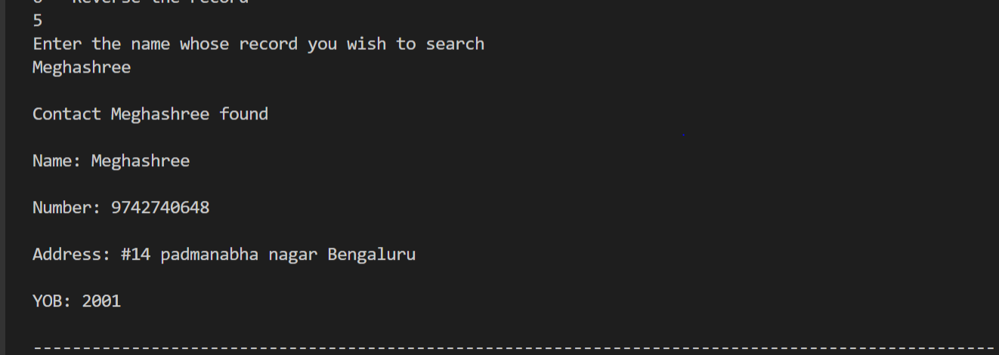 Reverse the record
5
Enter the name whose record you wish to search
Meghashree
Contact Meghashree found
Name: Meghashree
Number: 9742740648
Address: #14 padmanabha nagar Bengaluru
YOB: 2001
--------------------------------------------------------------------------------------------------